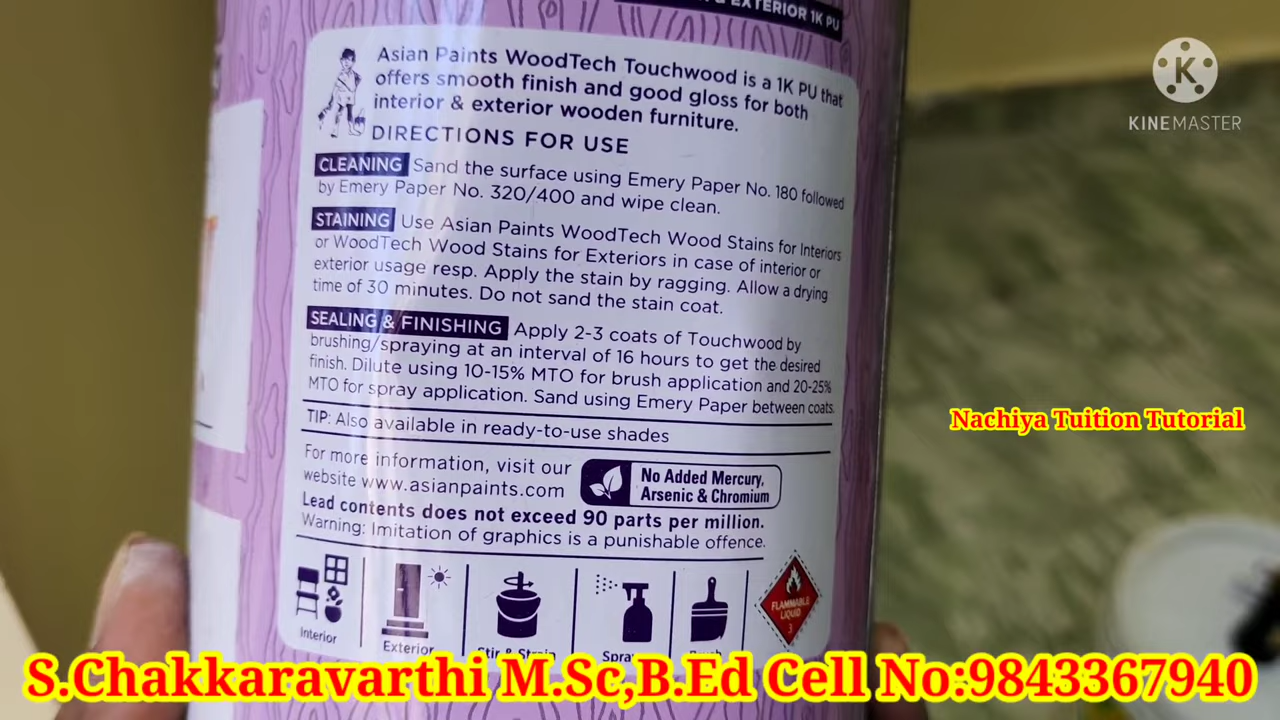 & EXTERIOR 1K PU
Asian Paints WoodTech Touchwood is a 1K PU that
offers smooth finish and good gloss for both
interior & exterior wooden furniture.
DIRECTIONS FOR USE
CLEANING Sand the surface using Emery Paper No. 180 followed
by Emery Paper No. 320/400 and wipe clean.
STAINING Use Asian Paints WoodTech Wood Stains for Interiors
or WoodTech Wood Stains for Exteriors in case of interior or
exterior usage resp. Apply the stain by ragging. Allow a drying
time of 30 minutes. Do not sand the stain coat.
SEALING & FINISHING Apply 2-3 coats of Touchwood by
brushing/spraying at an interval of 16 hours to get the desired
finish. Dilute using 10-15% MTO for brush application and 20-25%
MTO for spray application. Sand using Emery Paper between coats.
TIP: Also available in ready-to-use shades
For more information, visit our
website www.asianpaints.com
No Added Mercury,
Arsenic & Chromium
Lead contents does not exceed 90 parts per million.
Warning: Imitation of graphics is a punishable offence.
Interior
Exterior
Stir & Strain
Spray
Brush
FLAMMABLE
LIQUID
3
KINEMASTER
Nachiya Tuition Tutorial
S.Chakkaravarthi M.Sc,B.Ed Cell No:9843367940